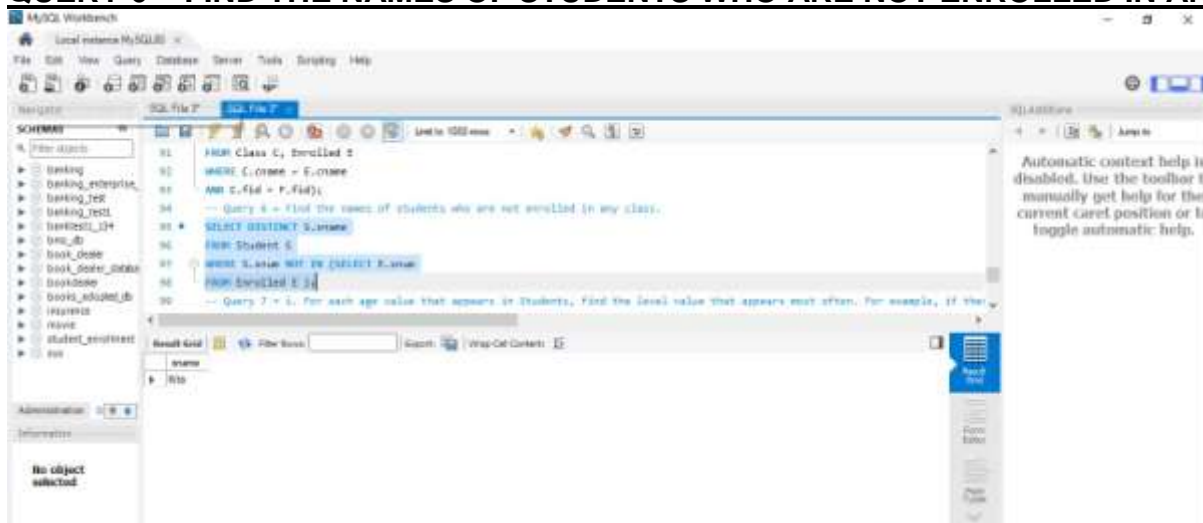 QUERY 6 – FIND THE NAMES OF STUDENTS WHO ARE NOT ENROLLED IN
MySQL Workbench
Local instance MySQL80
File Edit View Query Database Server Tools Scripting Help
Navigator
SQL File 7*
SCHEMAS
Filter objects
banking
banking_enterprise_
banking_test
banking_test1
book_dealer
bookdealer
insurance
movie
student_enrollment
sys
Administration
Information
No object
selected
Limit to 1000 rows
91 FROM Class C, Enrolled E
92 WHERE C.cname = E.cname
93 AND C.fid = F.fid);
94 -- Query 6 = Find the names of students who are not enrolled in any class.
95 SELECT DISTINCT S.sname
96 FROM Student S
97 WHERE S.snum NOT IN (SELECT E.snum
98 FROM Enrolled E );
99 -- Query 7 = i. For each age value that appears in Students, find the level value that appears most often. For example, if the
Result Grid
Filter Rows:
Export:
Wrap Cell Content:
sname
Result
Grid
Form
Editor
SQLAdditions
Jump to
Automatic context help is
disabled. Use the toolbar
manually get help for the
current caret position or
toggle automatic help.